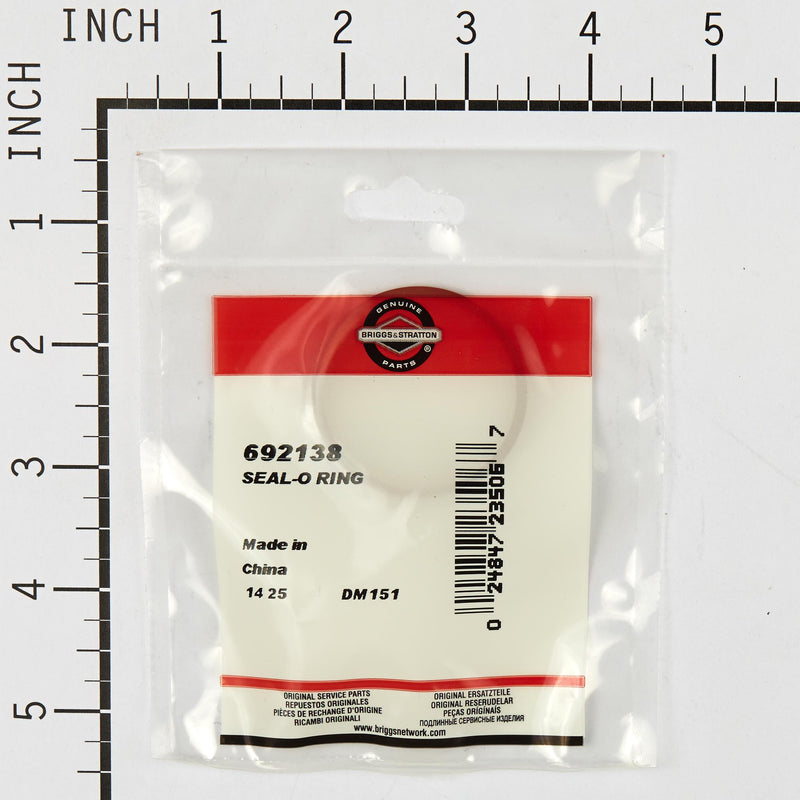 INCH 1 2 3 4 5
INCH
1
2
3
4
5
GENUINE
BRIGGS & STRATTON
®
PARTS
692138
SEAL-O RING
Made in
China
14 25 DM151
0 24847 23506 7
ORIGINAL SERVICE PARTS
REPUESTOS ORIGINALES
PIÈCES DE RECHANGE D'ORIGINE
RICAMBI ORIGINALI
ORIGINAL ERSATZTEILE
ORIGINAL RESERUDELAR
PEÇAS ORIGINAIS
ПОДЛИННЫЕ СЕРВИСНЫЕ ИЗДЕЛИЯ
www.briggsnetwork.com